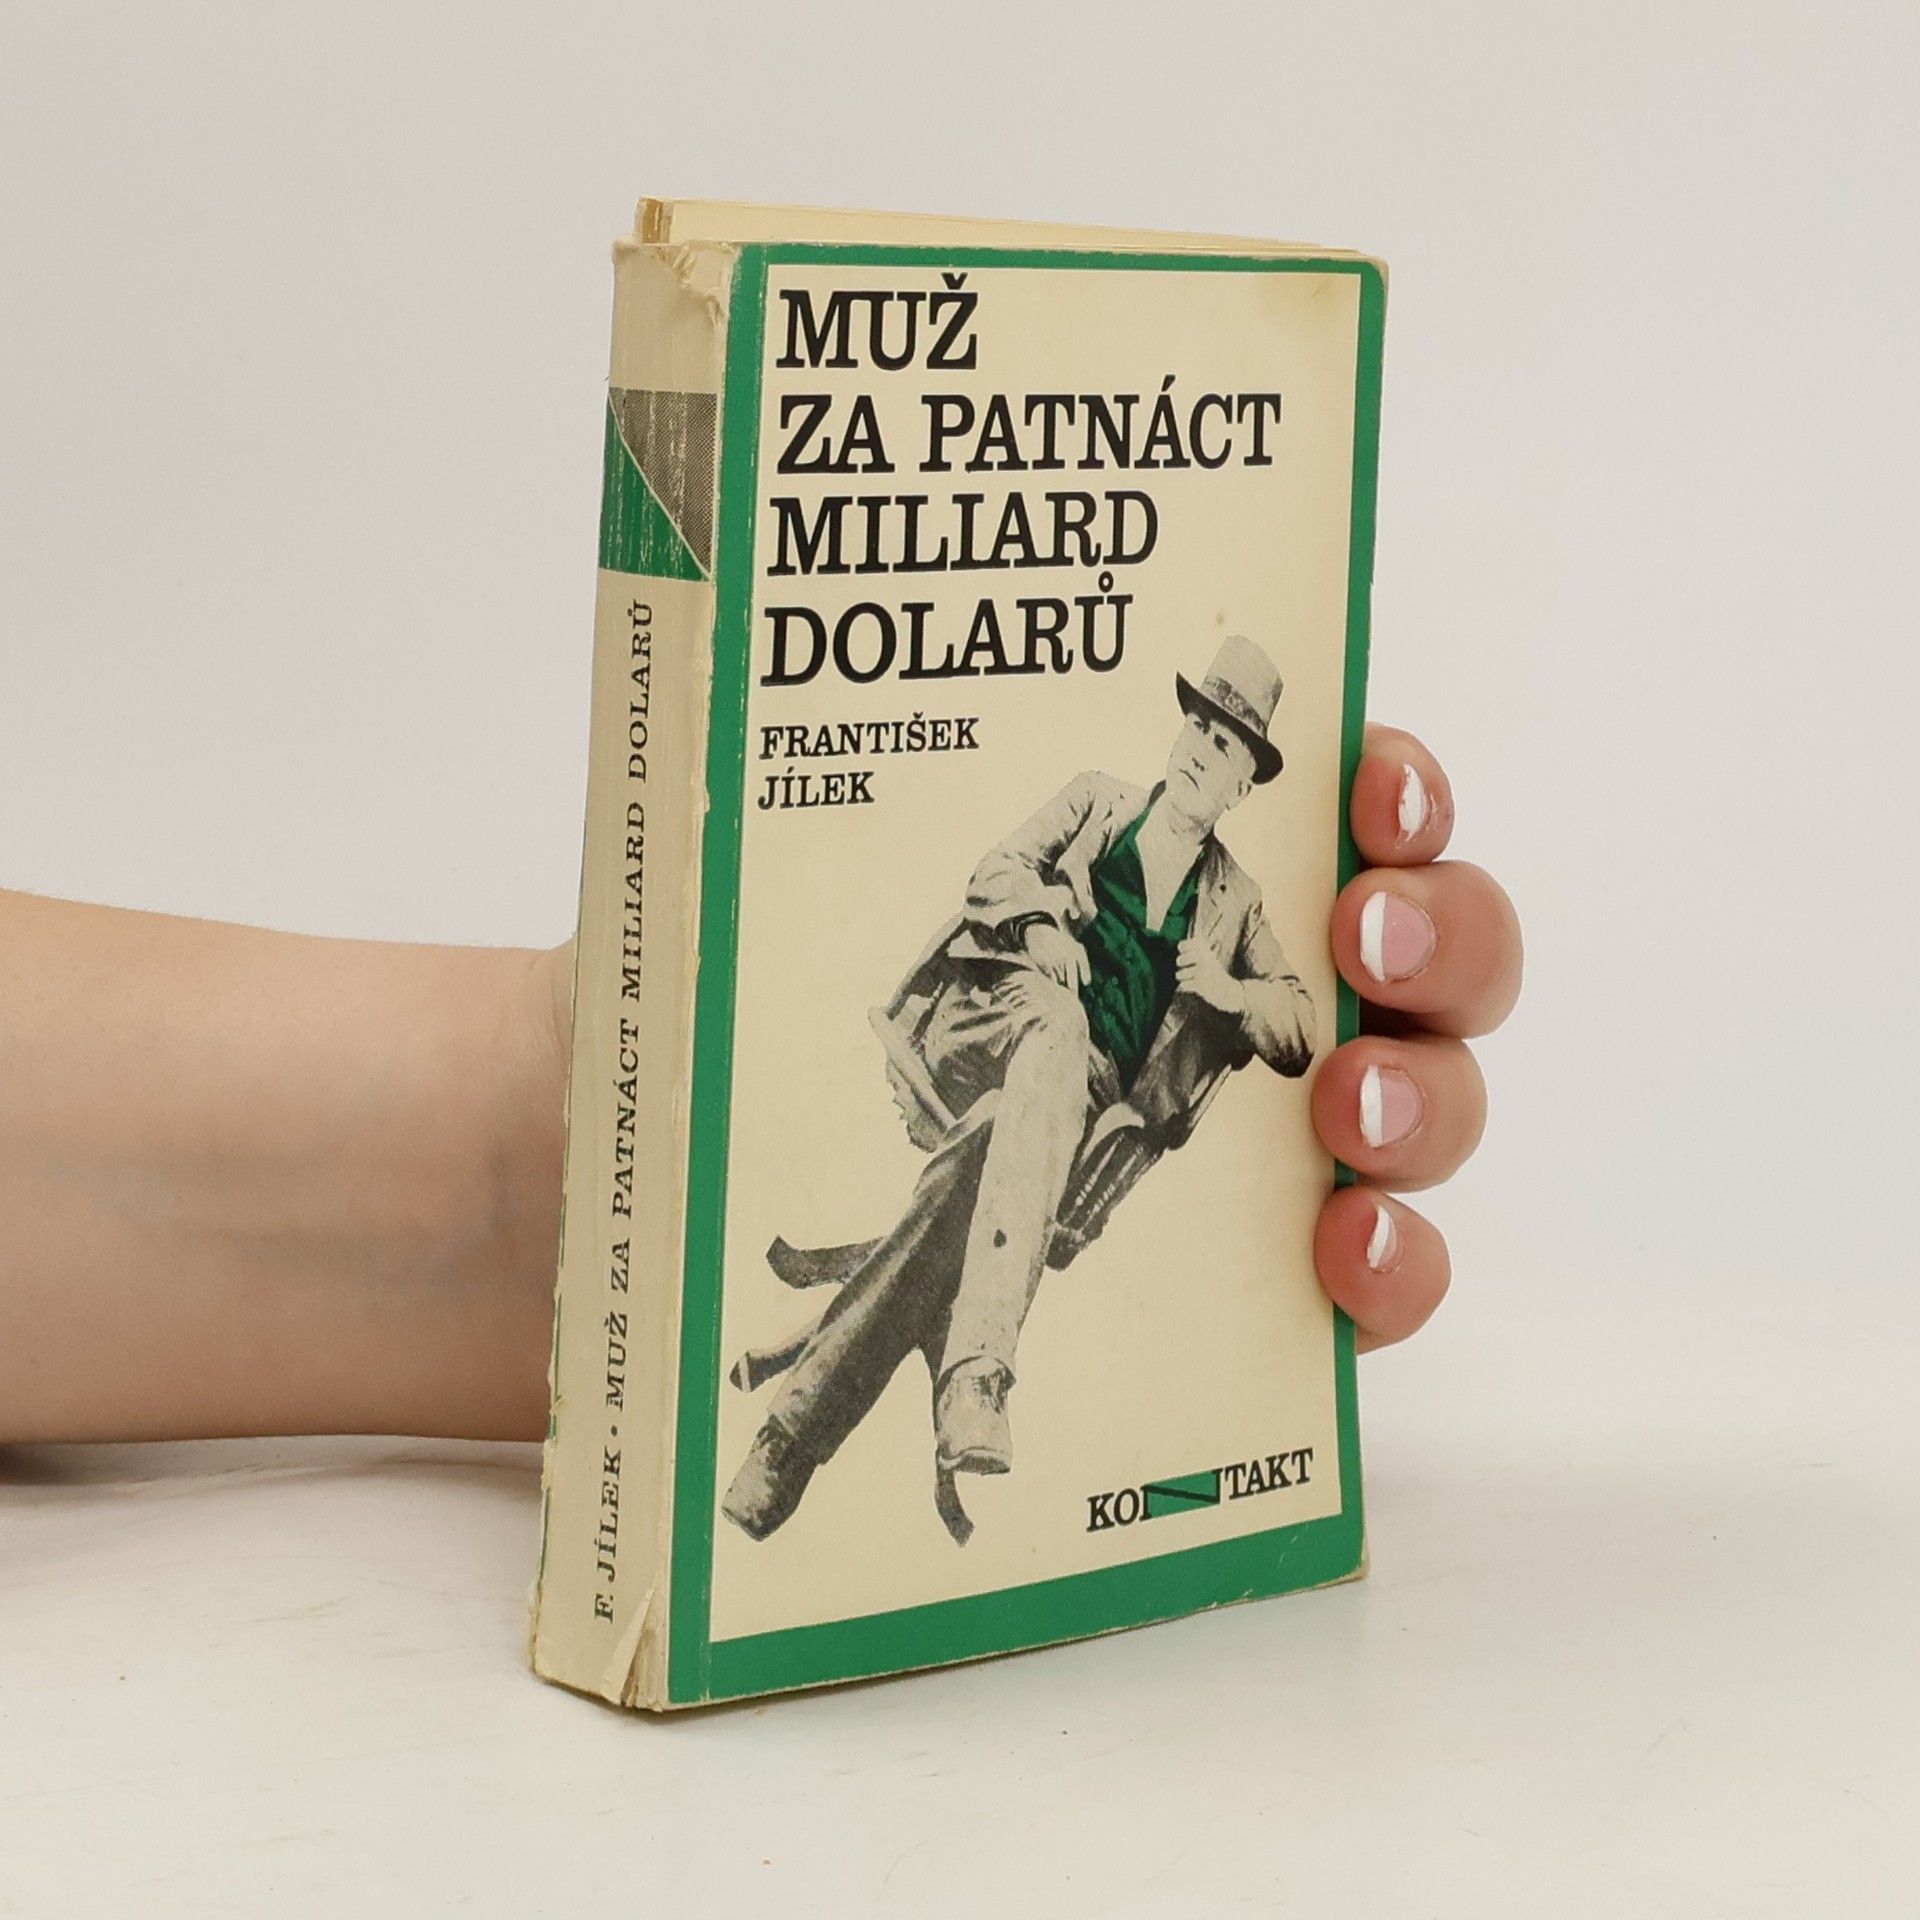 MUŽ
ZA PATNÁCT
MILIARD
DOLARŮ
FRANTIŠEK
JÍLEK
KONTAKT
F. JÍLEK • MUŽ ZA PATNÁCT MILIARD DOLARŮ